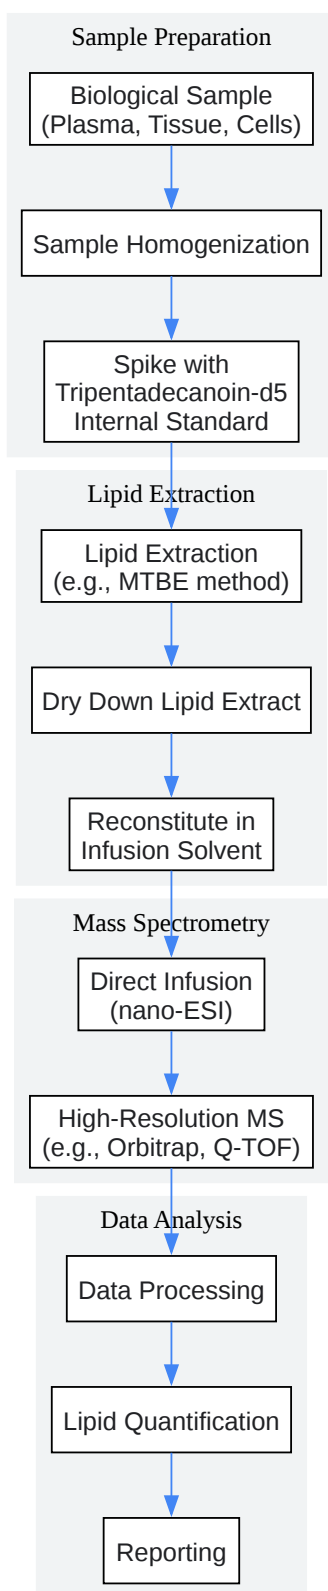 Sample Preparation
Biological Sample
(Plasma, Tissue, Cells)
Sample Homogenization
Spike with
Tripentadecanoin-d5
Internal Standard
Lipid Extraction
Lipid Extraction
(e.g., MTBE method)
Dry Down Lipid Extract
Reconstitute in
Infusion Solvent
Mass Spectrometry
Direct Infusion
(nano-ESI)
High-Resolution MS
(e.g., Orbitrap, Q-TOF)
Data Analysis
Data Processing
Lipid Quantification
Reporting